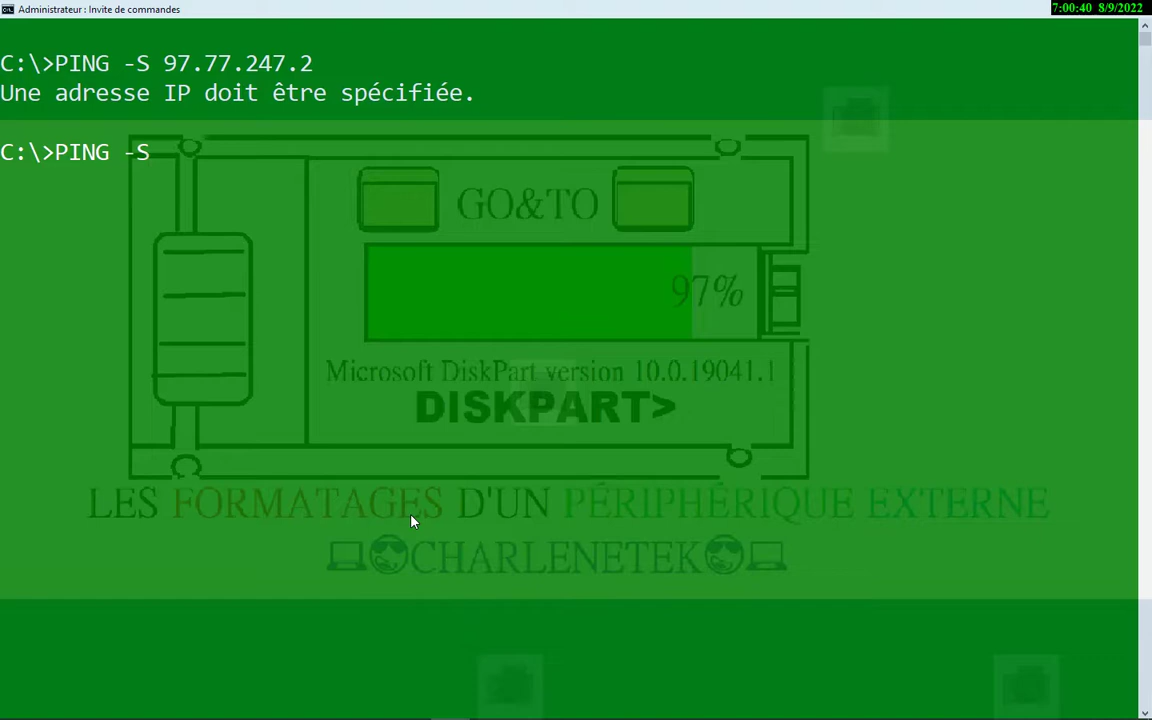 Administrateur : Invite de commandes
7:00:40 8/9/2022
C:\>PING -S 97.77.247.2
Une adresse IP doit être spécifiée.
C:\>PING -S
GO&TO
97%
Microsoft DiskPart version 10.0.19041.1
DISKPART>
LES FORMATAGES D'UN PÉRIPHÉRIQUE EXTERNE
💻😎CHARLENETEK😎💻